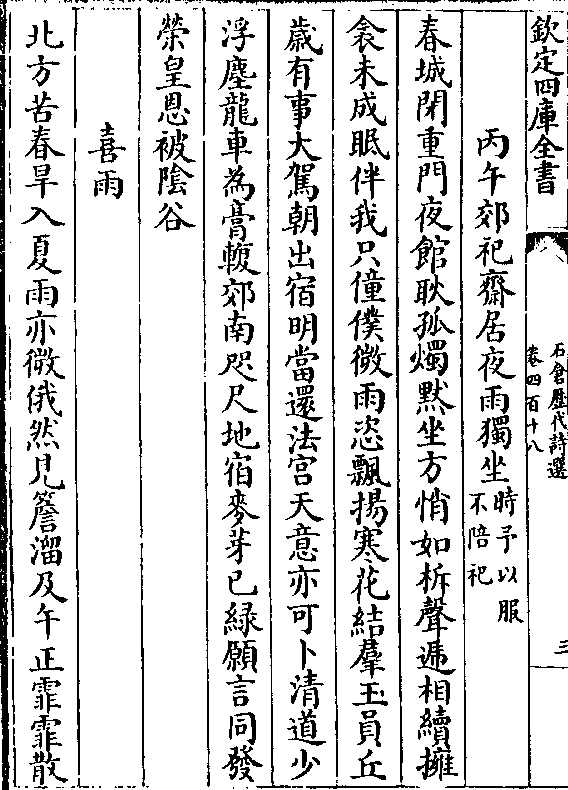 欽定四庫全書
石倉歷代詩選
卷四百十八
三
丙午郊祀齋居夜雨獨坐時予以服不陪祀
春城閉重門夜館耿孤燭默坐方悄如柝聲遞相續擁
衾未成眠伴我只僮僕微雨恣飄揚寒花結羣玉員丘
歲有事大駕朝出宿明當還法宮天意亦可卜清道少
浮塵龍車為膏䡩郊南咫尺地宿麥芽已綠願言同發
榮皇恩被陰谷
喜雨
北方苦春旱入夏雨亦微俄然見簷溜及午正霏霏散